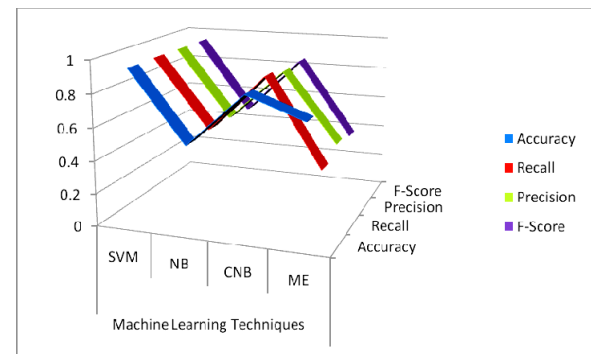 1
0.8
0.6
0.4
0.2
0
SVM
NB
CNB
ME
Machine Learning Techniques
F-Score
Precision
Recall
Accuracy
Accuracy
Recall
Precision
F-Score